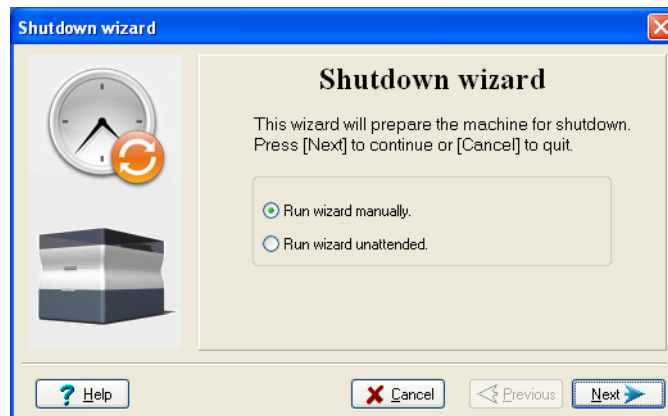 Shutdown wizard
Shutdown wizard
This wizard will prepare the machine for shutdown.
Press [Next] to continue or [Cancel] to quit.
Run wizard manually.
Run wizard unattended.
Help
Cancel
Previous
Next